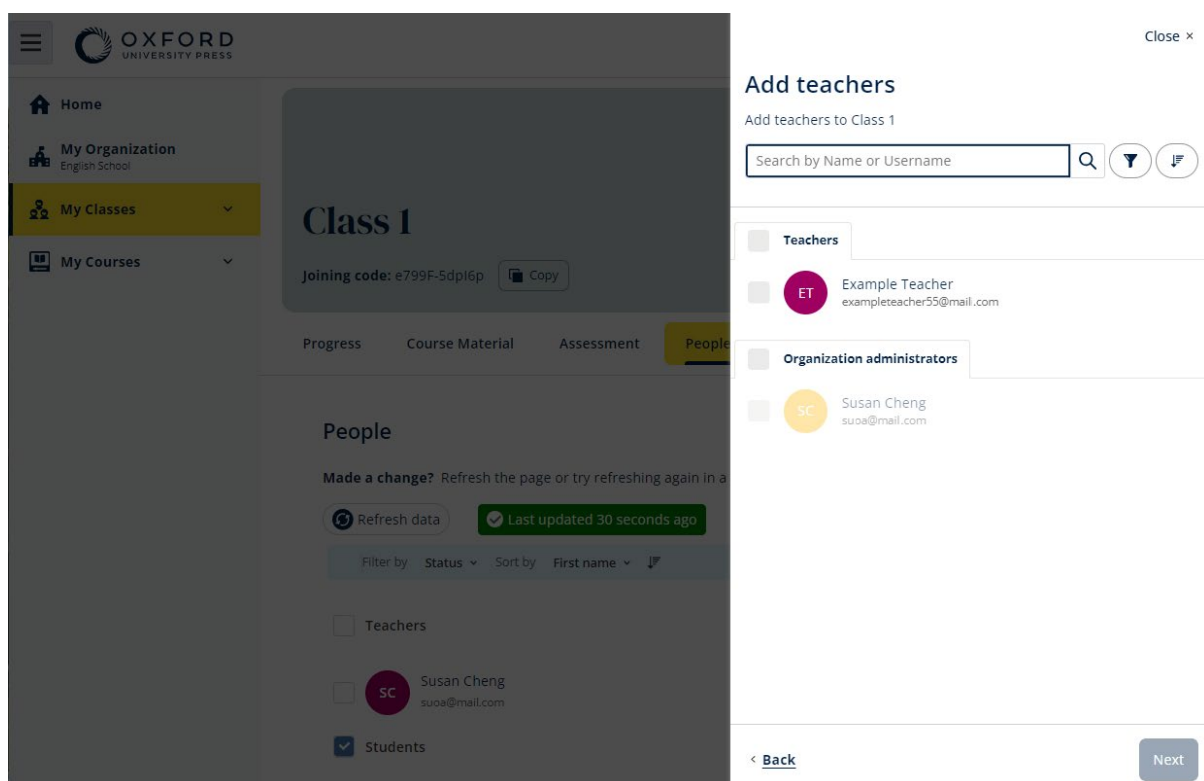 OXFORD
UNIVERSITY PRESS
Home
My Organization
English School
My Classes
My Courses
Class 1
Joining code: e799F-5dpI6p
Copy
Progress Course Material Assessment People
People
Made a change? Refresh the page or try refreshing again in a
Refresh data Last updated 30 seconds ago
Filter by Status Sort by First name
Teachers
SC Susan Cheng
suoa@mail.com
Students
Close ×
Add teachers
Add teachers to Class 1
Search by Name or Username
Teachers
ET Example Teacher
exampleteacher55@mail.com
Organization administrators
SC Susan Cheng
suoa@mail.com
< Back Next